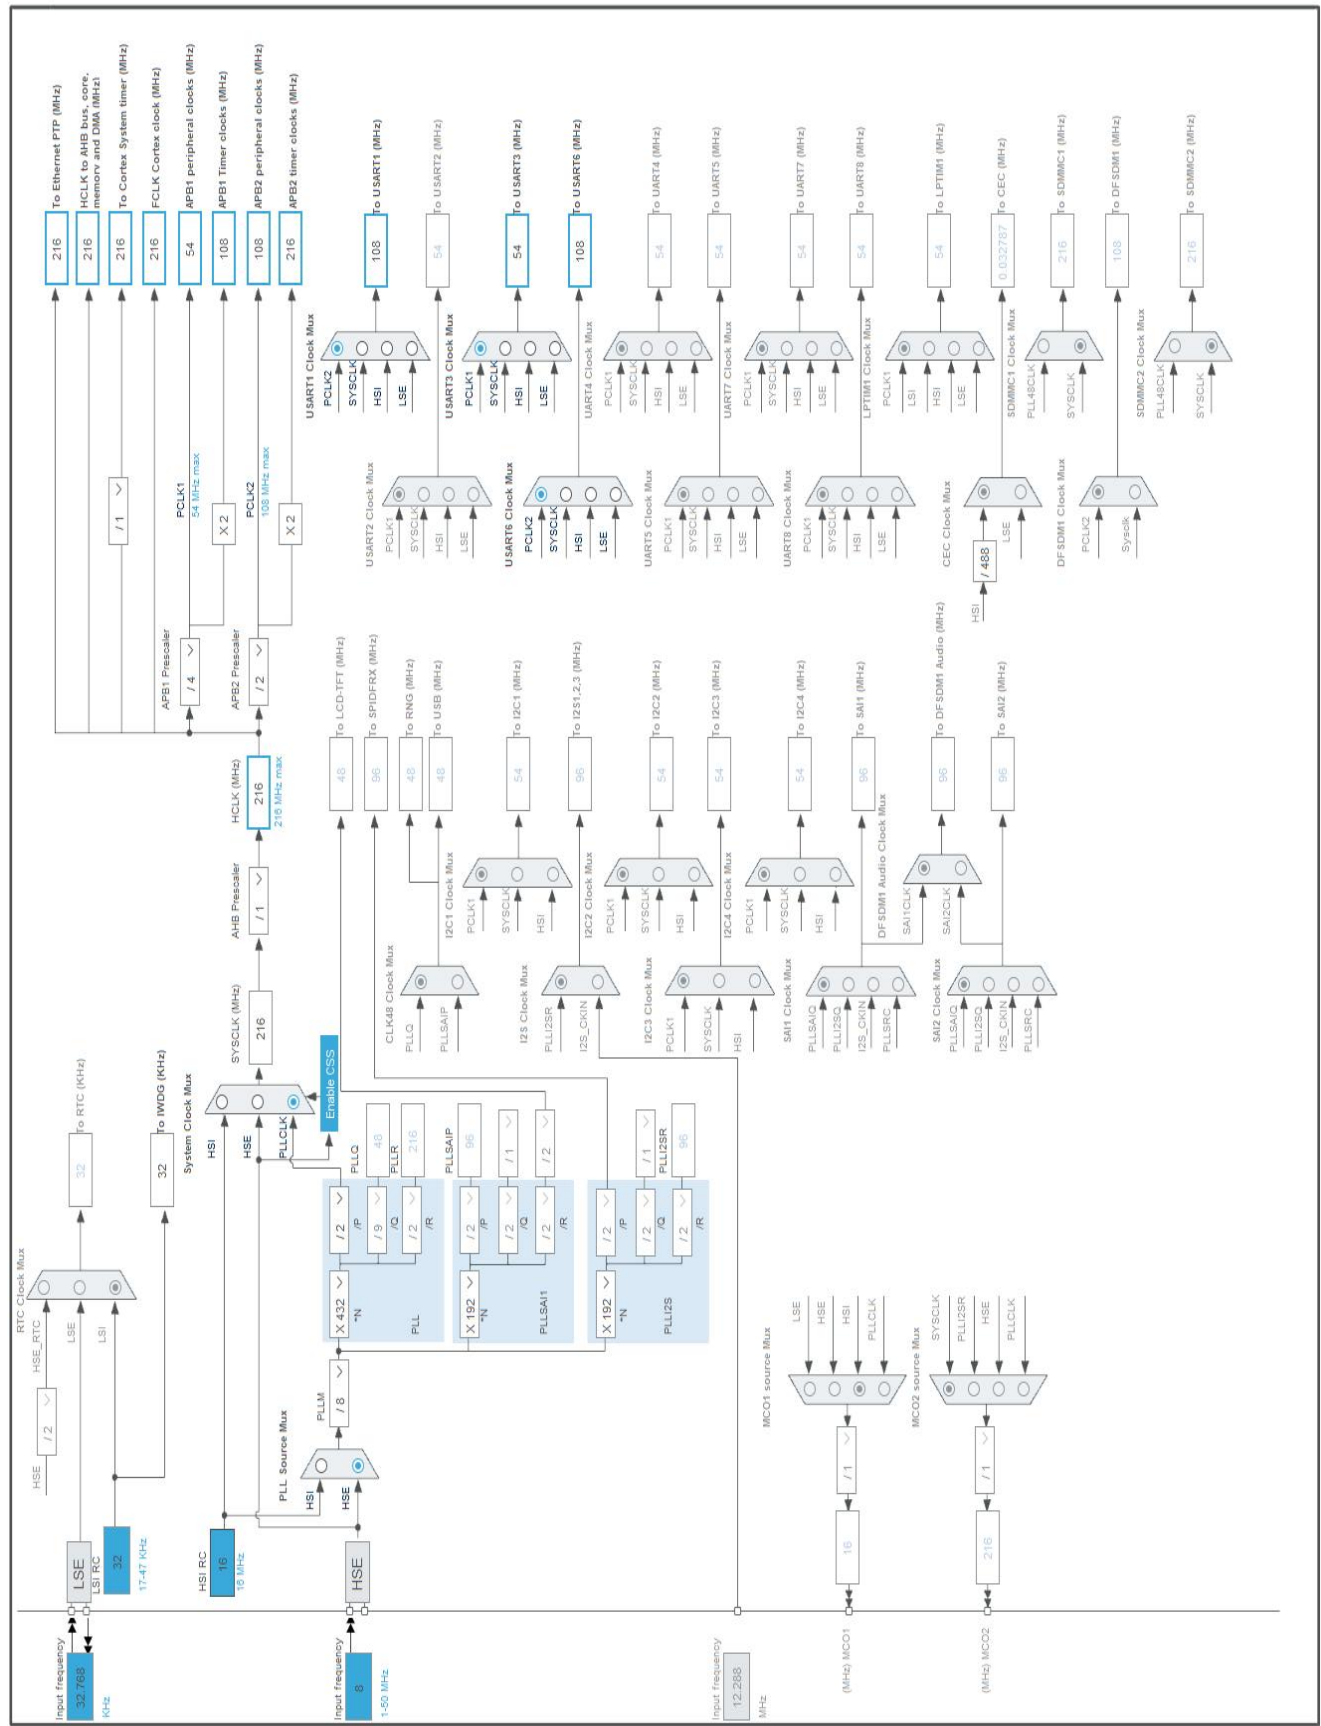 Input frequency
32.768
KHz
LSE
LSI RC
32
17-47 KHz
HSE
/ 2
HSE_RTC
LSE
LSI
RTC Clock Mux
32
To RTC (KHz)
32
To IWDG (KHz)
HSI RC
16
16 MHz
Input frequency
8
1-50 MHz
HSE
PLL Source Mux
HSI
HSE
PLLM
/ 8
X 432
*N
PLL
/ 2
/P
/ 9
/Q
/ 2
/R
PLLQ
48
PLLR
216
X 192
*N
PLLSAI1
/ 2
/P
/ 2
/Q
/ 2
/R
PLLSAIP
96
/ 1
/ 2
X 192
*N
PLLI2S
/ 2
/P
/ 2
/Q
/ 2
/R
/ 1
PLLI2SR
96
System Clock Mux
HSI
HSE
PLLCLK
Enable CSS
SYSCLK (MHz)
216
AHB Prescaler
/ 1
HCLK (MHz)
216
216 MHz max
APB1 Prescaler
/ 4
APB2 Prescaler
/ 2
/ 1
PCLK1
54 MHz max
X 2
PCLK2
108 MHz max
X 2
216
To Ethernet PTP (MHz)
216
HCLK to AHB bus, core,
memory and DMA (MHz)
216
To Cortex System timer (MHz)
216
FCLK Cortex clock (MHz)
54
APB1 peripheral clocks (MHz)
108
APB1 Timer clocks (MHz)
108
APB2 peripheral clocks (MHz)
216
APB2 timer clocks (MHz)
48
To LCD-TFT (MHz)
96
To SPIDFRX (MHz)
48
To RNG (MHz)
48
To USB (MHz)
CLK48 Clock Mux
PLLQ
PLLSAIP
I2C1 Clock Mux
PCLK1
SYSCLK
HSI
54
To I2C1 (MHz)
I2S Clock Mux
PLLI2SR
I2S_CKIN
96
To I2S1,2,3 (MHz)
I2C2 Clock Mux
PCLK1
SYSCLK
HSI
54
To I2C2 (MHz)
I2C3 Clock Mux
PCLK1
SYSCLK
HSI
54
To I2C3 (MHz)
I2C4 Clock Mux
PCLK1
SYSCLK
HSI
54
To I2C4 (MHz)
SAI1 Clock Mux
PLLSAIQ
PLLI2SQ
I2S_CKIN
PLLSRC
96
To SAI1 (MHz)
DFSDM1 Audio Clock Mux
SAI1CLK
SAI2CLK
96
To DFSDM1 Audio (MHz)
SAI2 Clock Mux
PLLSAIQ
PLLI2SQ
I2S_CKIN
PLLSRC
96
To SAI2 (MHz)
USART1 Clock Mux
PCLK2
SYSCLK
HSI
LSE
108
To USART1 (MHz)
USART2 Clock Mux
PCLK1
SYSCLK
HSI
LSE
54
To USART2 (MHz)
USART3 Clock Mux
PCLK1
SYSCLK
HSI
LSE
54
To USART3 (MHz)
USART6 Clock Mux
PCLK2
SYSCLK
HSI
LSE
108
To USART6 (MHz)
UART4 Clock Mux
PCLK1
SYSCLK
HSI
LSE
54
To UART4 (MHz)
UART5 Clock Mux
PCLK1
SYSCLK
HSI
LSE
54
To UART5 (MHz)
UART7 Clock Mux
PCLK1
SYSCLK
HSI
LSE
54
To UART7 (MHz)
UART8 Clock Mux
PCLK1
SYSCLK
HSI
LSE
54
To UART8 (MHz)
LPTIM1 Clock Mux
PCLK1
LSI
HSI
LSE
54
To LPTIM1 (MHz)
CEC Clock Mux
HSI
/ 488
LSE
0.032787
To CEC (MHz)
SDMMC1 Clock Mux
PLL48CLK
SYSCLK
216
To SDMMC1 (MHz)
DFSDM1 Clock Mux
PCLK2
Sysclk
108
To DFSDM1 (MHz)
SDMMC2 Clock Mux
PLL48CLK
SYSCLK
216
To SDMMC2 (MHz)
Input frequency
12.288
MHz
MCO1 source Mux
LSE
HSE
HSI
PLLCLK
/ 1
16
(MHz) MCO1
MCO2 source Mux
SYSCLK
PLLI2SR
HSE
PLLCLK
/ 1
216
(MHz) MCO2